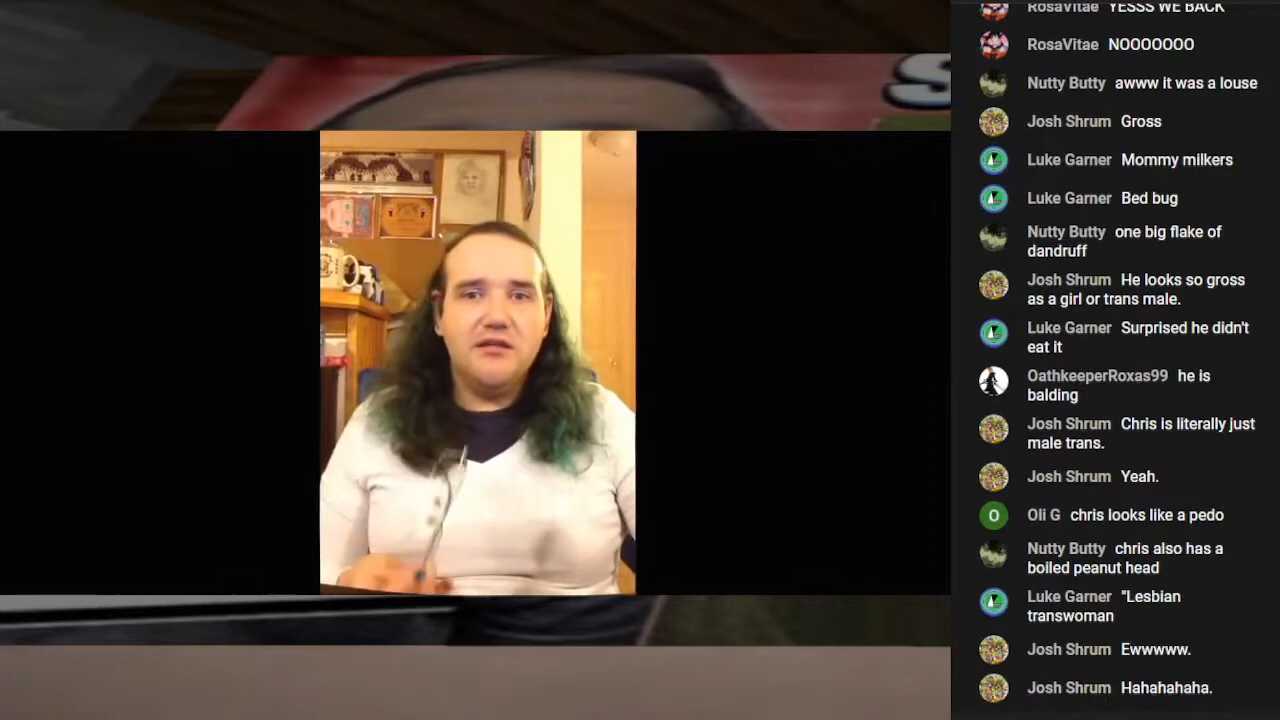 RosaVitae YESSS WE BACK
RosaVitae NOOOOOOO
Nutty Butty awww it was a louse
Josh Shrum Gross
Luke Garner Mommy milkers
Luke Garner Bed bug
Nutty Butty one big flake of
dandruff
Josh Shrum He looks so gross
as a girl or trans male.
Luke Garner Surprised he didn't
eat it
OathkeeperRoxas99 he is
balding
Josh Shrum Chris is literally just
male trans.
Josh Shrum Yeah.
O
Oli G chris looks like a pedo
Nutty Butty chris also has a
boiled peanut head
Luke Garner "Lesbian
transwoman
Josh Shrum Ewwwww.
Josh Shrum Hahahahaha.
S